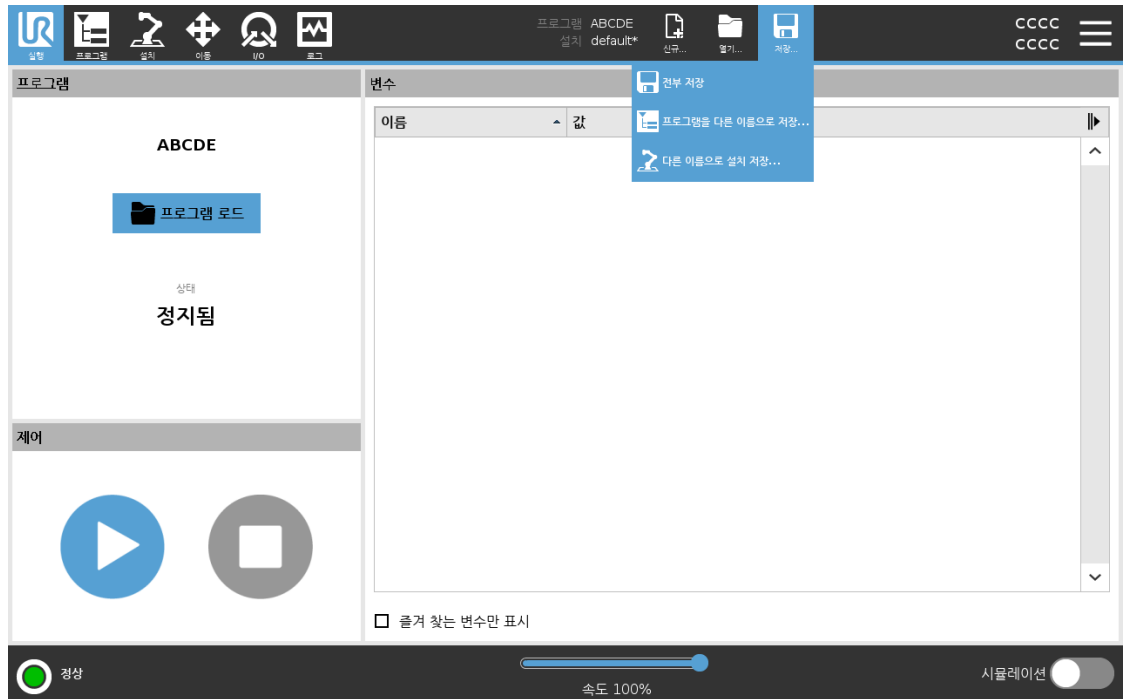 UR
실행
프로그램
설치
이동
I/O
로그
프로그램 ABCDE
설치 default*
신규...
열기...
저장...
CCCC
CCCC
전부 저장
프로그램을 다른 이름으로 저장...
다른 이름으로 설치 저장...
프로그램
ABCDE
프로그램 로드
상태
정지됨
제어
변수
이름
값
즐겨 찾는 변수만 표시
정상
속도 100%
시뮬레이션